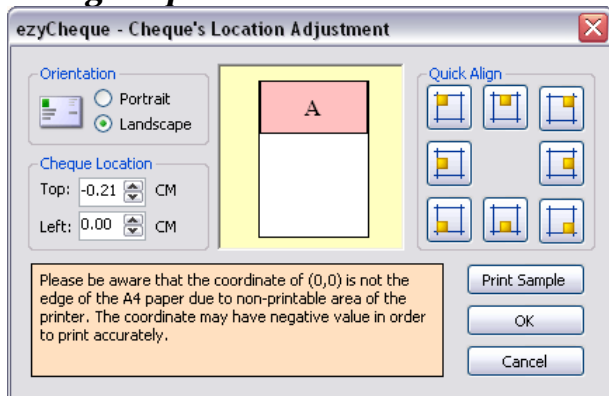 ezyCheque - Cheque's Location Adjustment
Orientation
Portrait
Landscape
Cheque Location
Top: -0.21 CM
Left: 0.00 CM
A
Quick Align
Please be aware that the coordinate of (0,0) is not the
edge of the A4 paper due to non-printable area of the
printer. The coordinate may have negative value in order
to print accurately.
Print Sample
OK
Cancel